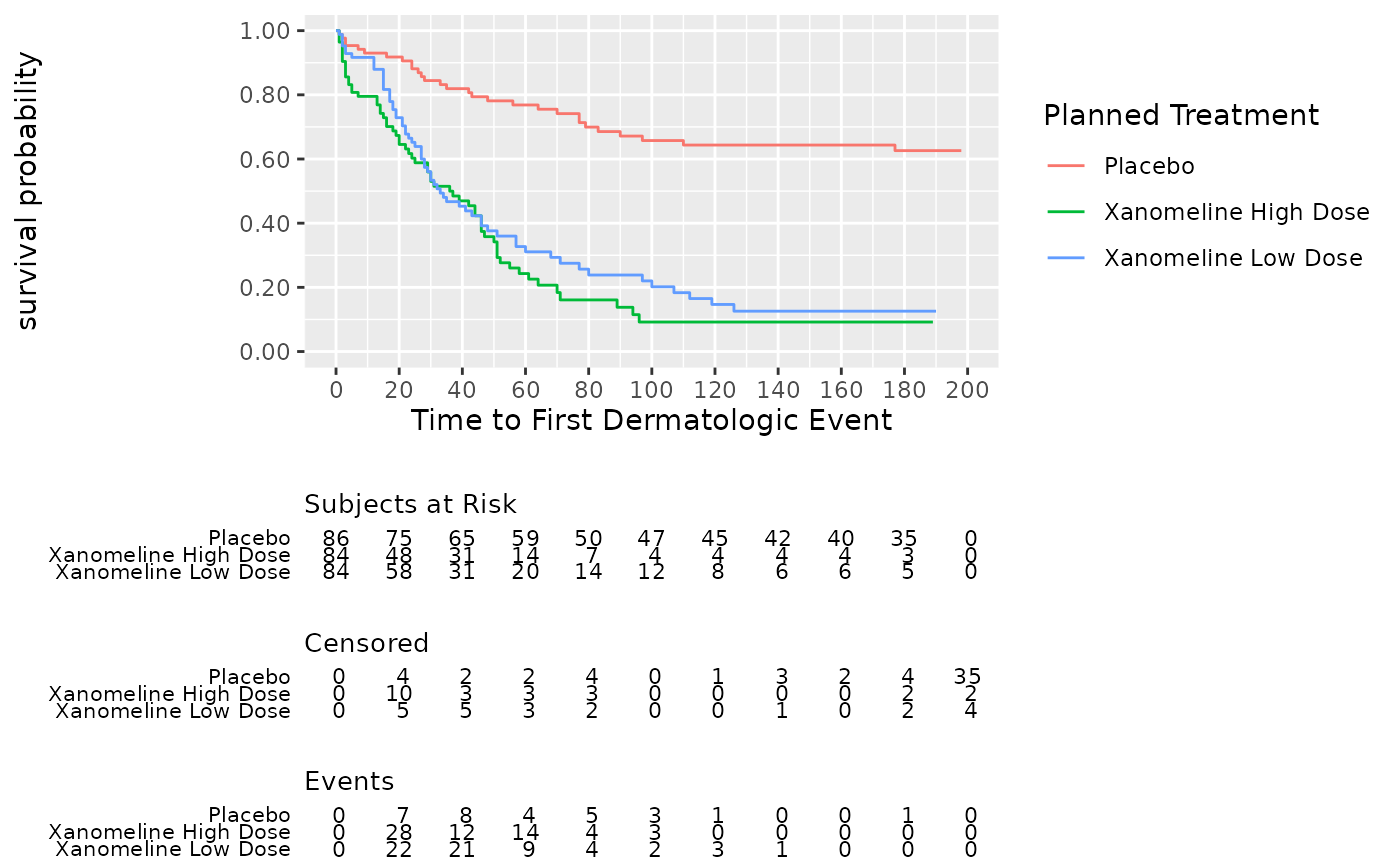 survival probability
1.00
0.80
0.60
0.40
0.20
0.00
0 20 40 60 80 100 120 140 160 180 200
Time to First Dermatologic Event
Planned Treatment
Placebo
Xanomeline High Dose
Xanomeline Low Dose
Subjects at Risk
Placebo 86 75 65 59 50 47 45 42 40 35 0
Xanomeline High Dose 84 48 31 14 7 4 4 4 4 3 0
Xanomeline Low Dose 84 58 31 20 14 12 8 6 6 5 0
Censored
Placebo 0 4 2 2 4 0 1 3 2 4 35
Xanomeline High Dose 0 10 3 3 3 0 0 0 0 2 2
Xanomeline Low Dose 0 5 5 3 2 0 0 1 0 2 4
Events
Placebo 0 7 8 4 5 3 1 0 0 1 0
Xanomeline High Dose 0 28 12 14 4 3 0 0 0 0 0
Xanomeline Low Dose 0 22 21 9 4 2 3 1 0 0 0